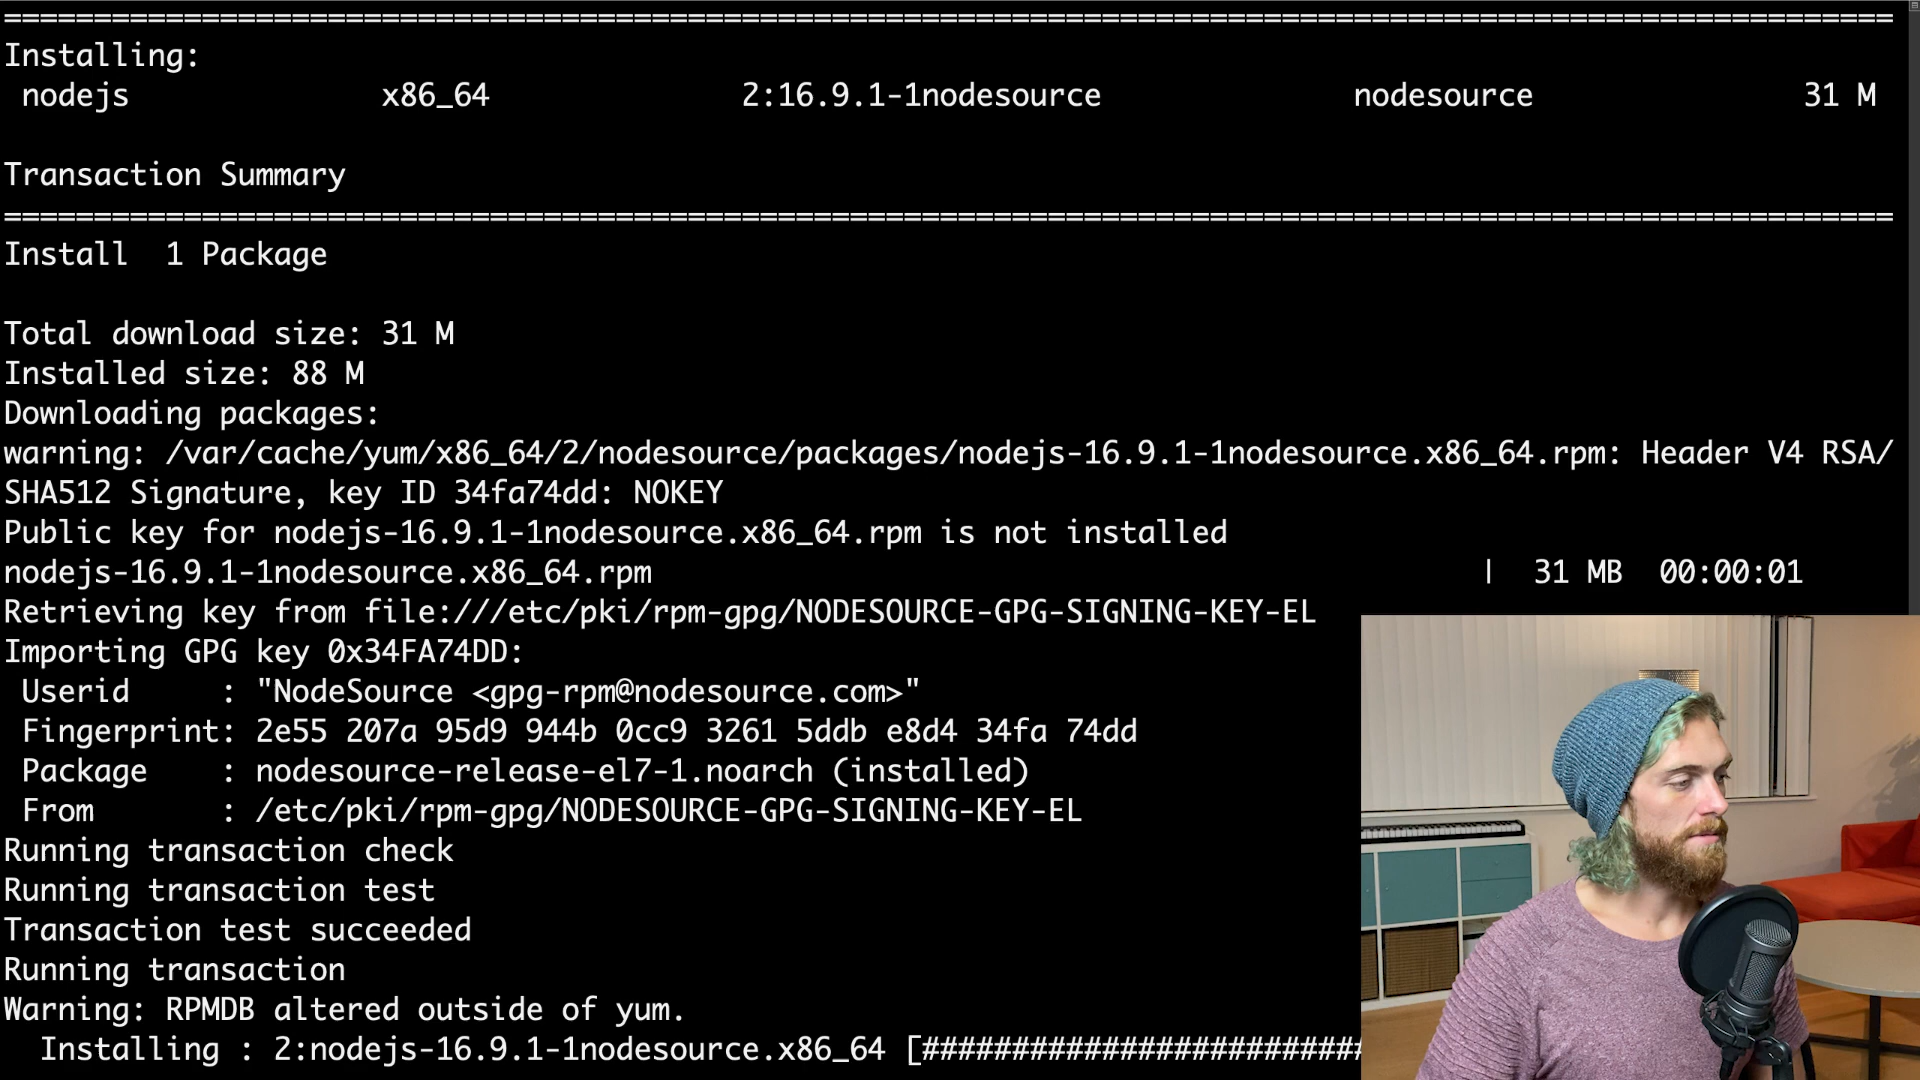 ================================================================================
Installing:
nodejs x86_64 2:16.9.1-1nodesource nodesource 31 M
Transaction Summary
================================================================================
Install 1 Package
Total download size: 31 M
Installed size: 88 M
Downloading packages:
warning: /var/cache/yum/x86_64/2/nodesource/packages/nodejs-16.9.1-1nodesource.x86_64.rpm: Header V4 RSA/
SHA512 Signature, key ID 34fa74dd: NOKEY
Public key for nodejs-16.9.1-1nodesource.x86_64.rpm is not installed
nodejs-16.9.1-1nodesource.x86_64.rpm | 31 MB 00:00:01
Retrieving key from file:///etc/pki/rpm-gpg/NODESOURCE-GPG-SIGNING-KEY-EL
Importing GPG key 0x34FA74DD:
Userid : "NodeSource <gpg-rpm@nodesource.com>"
Fingerprint: 2e55 207a 95d9 944b 0cc9 3261 5ddb e8d4 34fa 74dd
Package : nodesource-release-el7-1.noarch (installed)
From : /etc/pki/rpm-gpg/NODESOURCE-GPG-SIGNING-KEY-EL
Running transaction check
Running transaction test
Transaction test succeeded
Running transaction
Warning: RPMDB altered outside of yum.
Installing : 2:nodejs-16.9.1-1nodesource.x86_64 [#########################